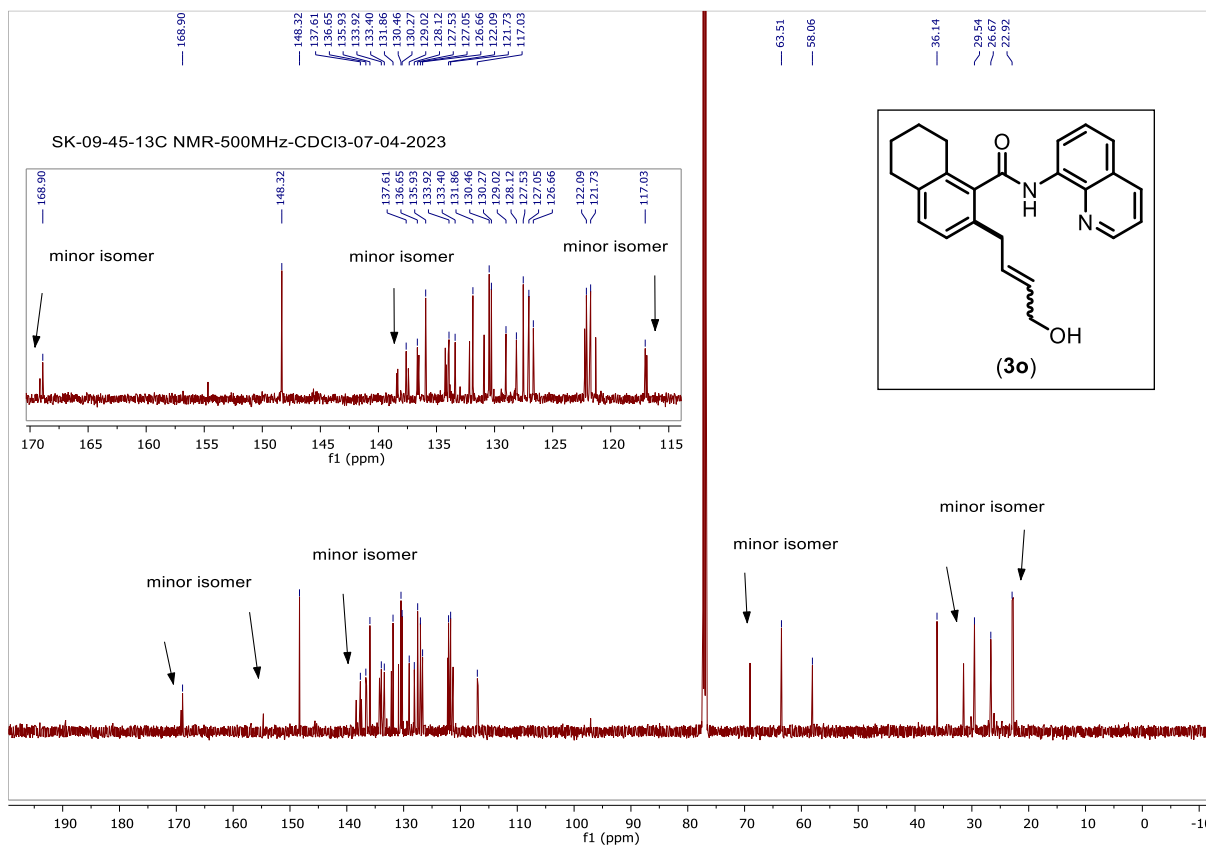 168.90
148.32
137.61
136.65
135.93
133.92
133.40
131.86
130.46
130.27
129.02
128.12
127.53
127.05
126.66
122.09
121.73
117.03
63.51
58.06
36.14
29.54
26.67
22.92
SK-09-45-13C NMR-500MHz-CDCl3-07-04-2023
168.90
148.32
137.61
136.65
135.93
133.92
133.40
131.86
130.46
130.27
129.02
128.12
127.53
127.05
126.66
122.09
121.73
117.03
minor isomer
minor isomer
minor isomer
170 165 160 155 150 145 140 135 130 125 120 115
f1 (ppm)
O
N
H
N
OH
(3o)
minor isomer
minor isomer
minor isomer
minor isomer
190 180 170 160 150 140 130 120 110 100 90 80 70 60 50 40 30 20 10 0 -10
f1 (ppm)